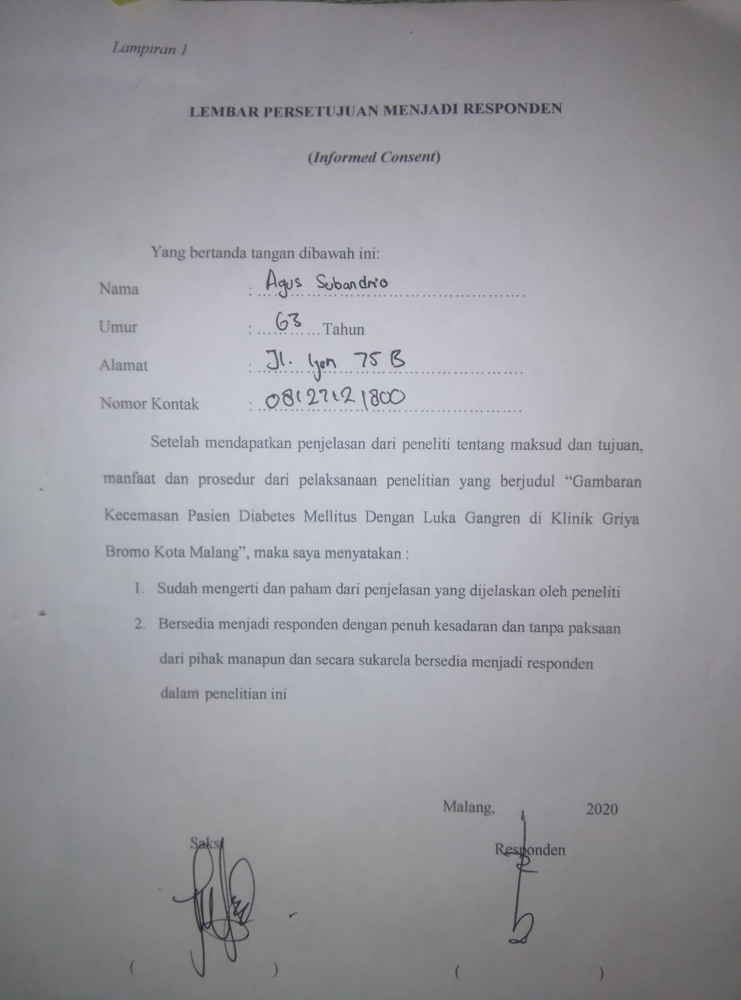 Lampiran 1
LEMBAR PERSETUJUAN MENJADI RESPONDEN
(Informed Consent)
Yang bertanda tangan dibawah ini:
Nama : Agus Subandrio
Umur : 63 Tahun
Alamat : Jl. Ijen 75 B
Nomor Kontak : 08127121800
Setelah mendapatkan penjelasan dari peneliti tentang maksud dan tujuan,
manfaat dan prosedur dari pelaksanaan penelitian yang berjudul “Gambaran
Kecemasan Pasien Diabetes Mellitus Dengan Luka Gangren di Klinik Griya
Bromo Kota Malang”, maka saya menyatakan :
1. Sudah mengerti dan paham dari penjelasan yang dijelaskan oleh peneliti
2. Bersedia menjadi responden dengan penuh kesadaran dan tanpa paksaan
dari pihak manapun dan secara sukarela bersedia menjadi responden
dalam penelitian ini
Malang, 2020
Saksi Responden
( ) ( )